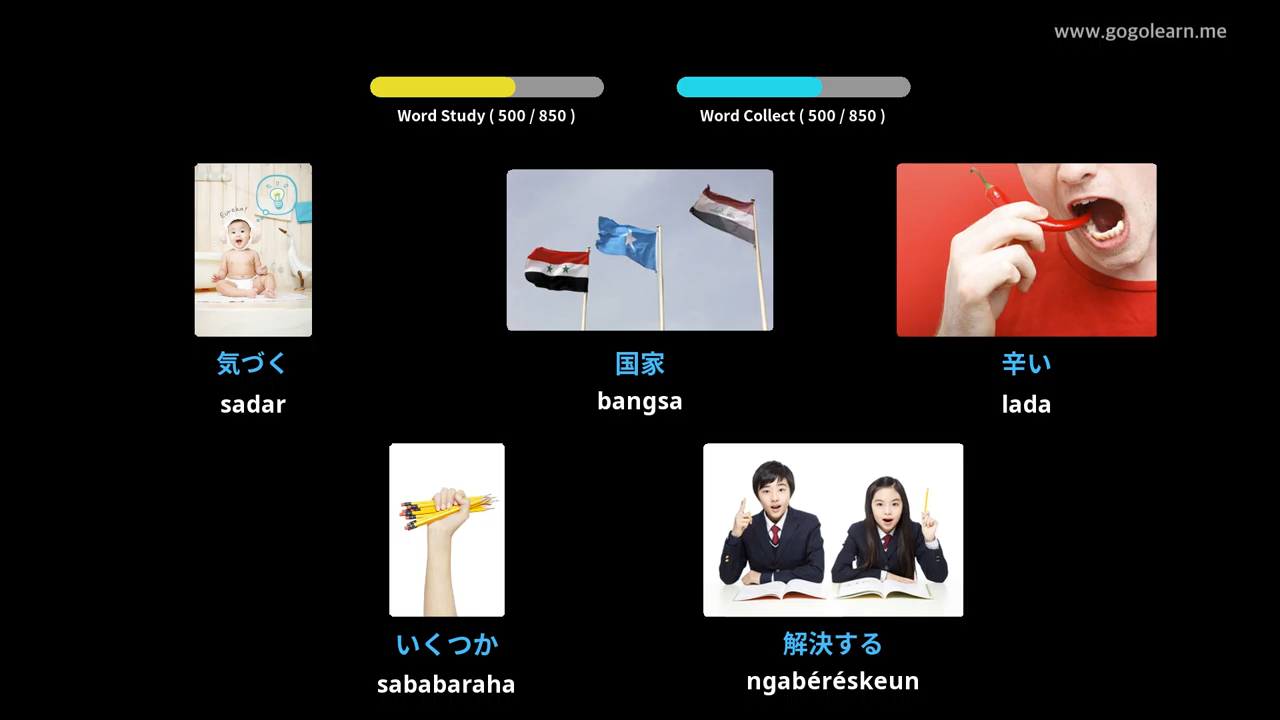 www.gogolearn.me
Word Study ( 500 / 850 )
Word Collect ( 500 / 850 )
Eureka!
気づく
国家
辛い
sadar
bangsa
lada
いくつか
解決する
sababaraha
ngabéréskeun